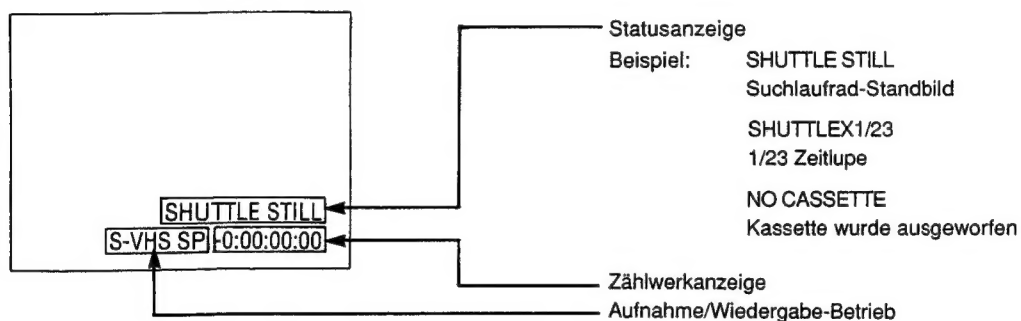 Statusanzeige
Beispiel: SHUTTLE STILL
Suchlaufrad-Standbild
SHUTTLEX1/23
1/23 Zeitlupe
NO CASSETTE
Kassette wurde ausgeworfen
SHUTTLE STILL
S-VHS SP -0:00:00:00
Zählwerkanzeige
Aufnahme/Wiedergabe-Betrieb